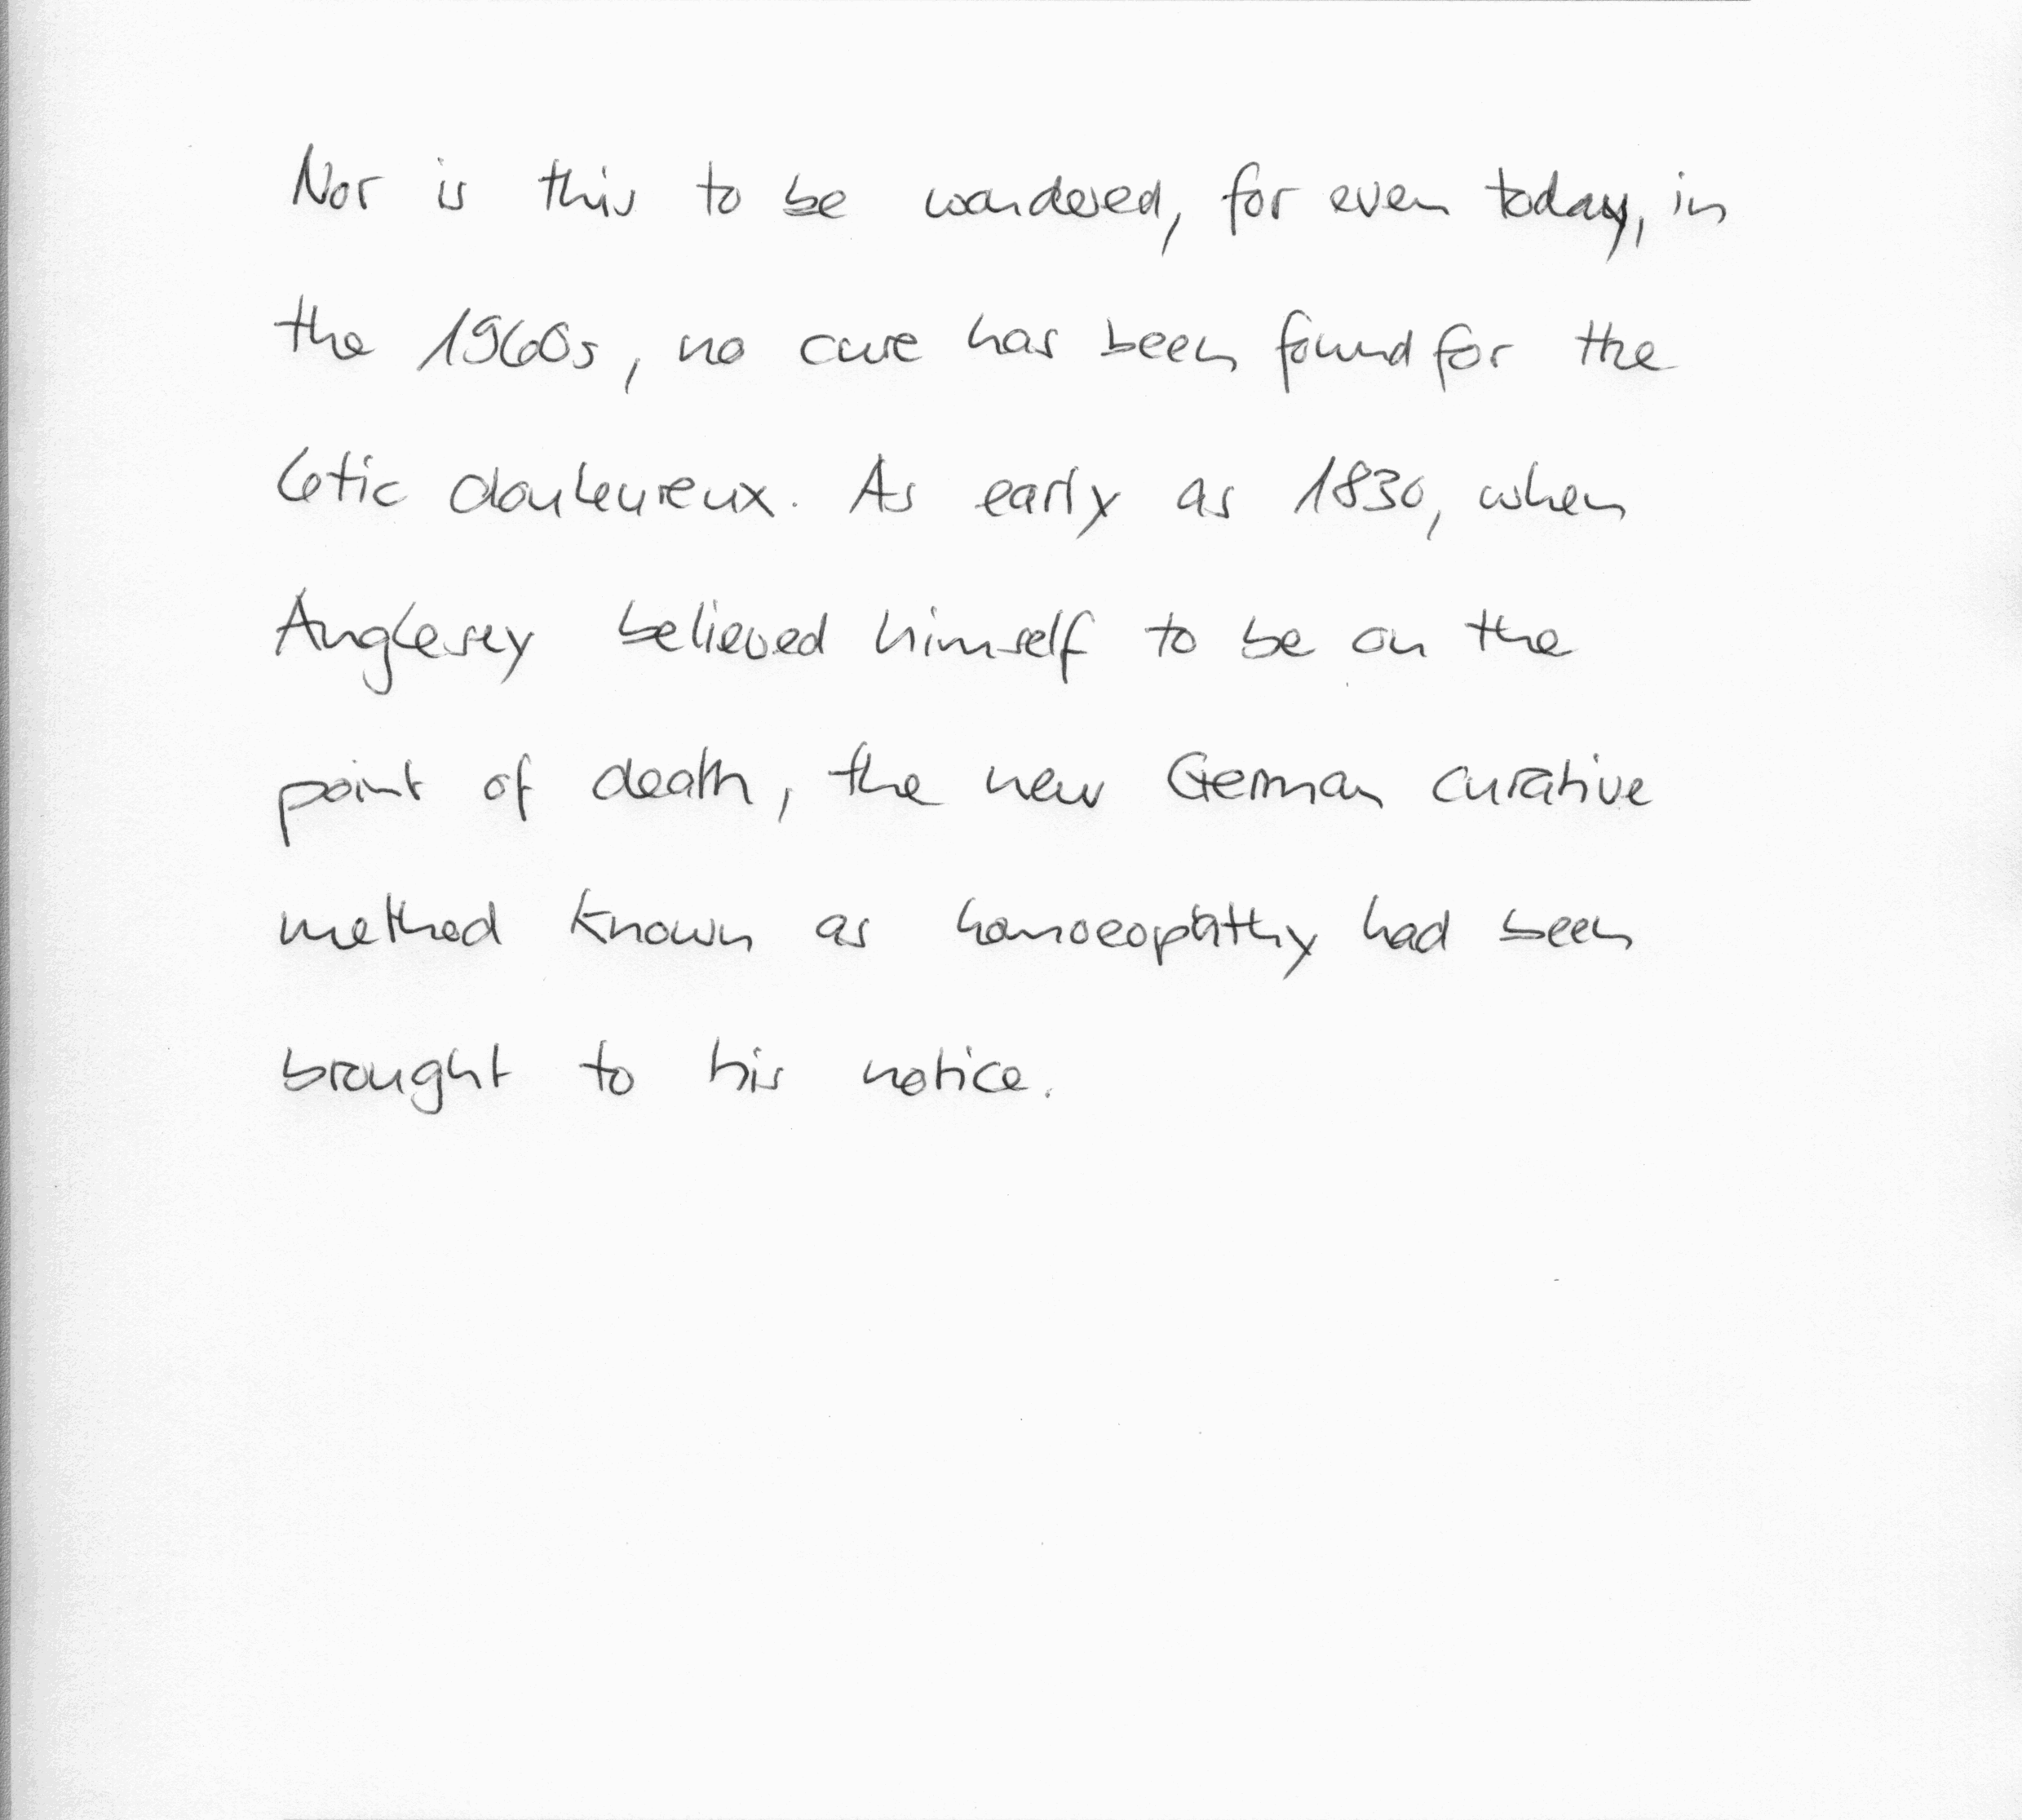 Nor is this to be wondered, for even today, in
the 1960s, no cure has been found for the
tic douleureux. As early as 1830, when
Anglesey believed himself to be on the
point of death, the new German curative
method known as homoeopathy had been
brought to his notice.